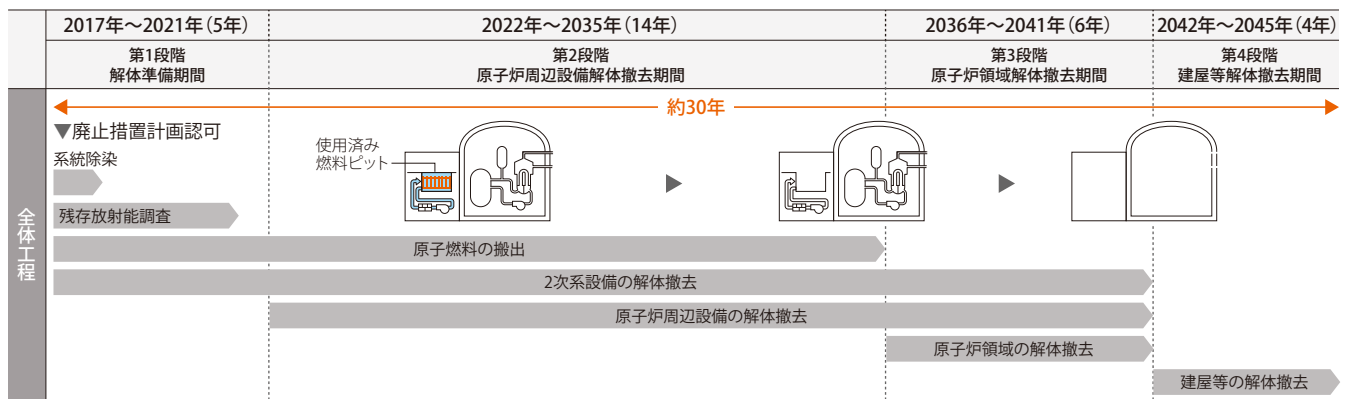 2017年～2021年(5年)
2022年～2035年(14年)
2036年～2041年(6年)
2042年～2045年(4年)
第1段階
解体準備期間
第2段階
原子炉周辺設備解体撤去期間
第3段階
原子炉領域解体撤去期間
第4段階
建屋等解体撤去期間
全体工程
約30年
▼廃止措置計画認可
系統除染
使用済み
燃料ピット
残存放射能調査
原子燃料の搬出
2次系設備の解体撤去
原子炉周辺設備の解体撤去
原子炉領域の解体撤去
建屋等の解体撤去